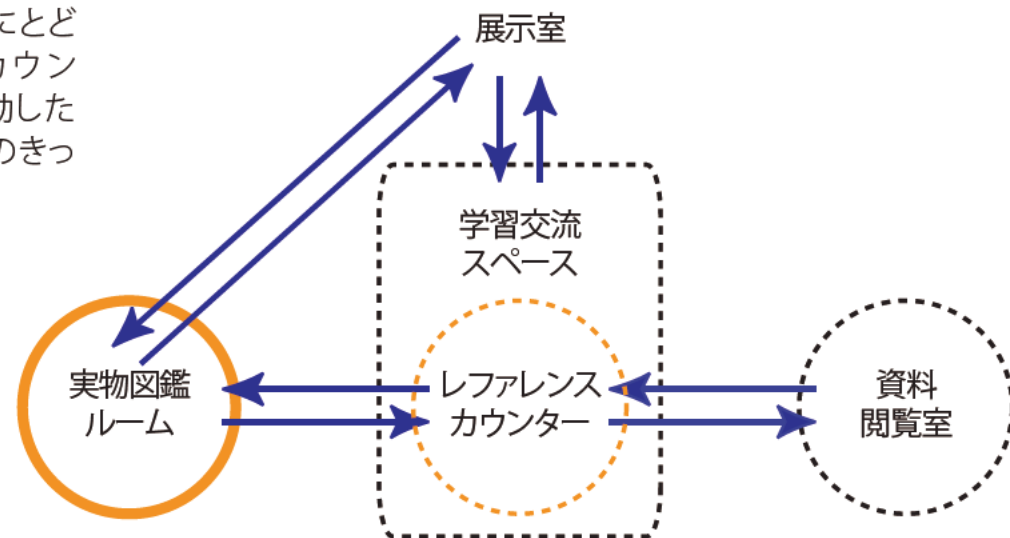 にとど
カウン
動した
のきっ
展示室
学習交流
スペース
実物図鑑
ルーム
レファレンス
カウンター
資料
閲覧室